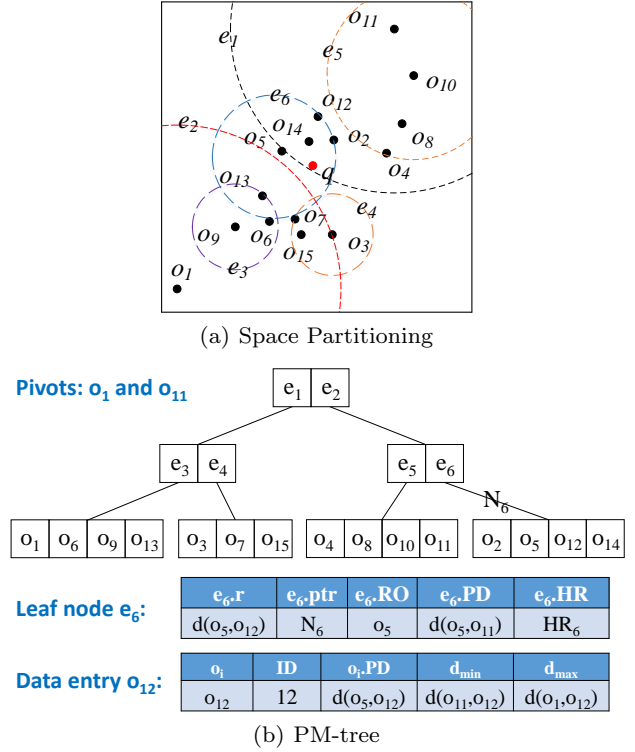 o11
e1
e5
o10
e6
o12
e2
o14
o2
o8
o5
o4
q
o13
e4
o7
o9
o6
o3
o15
e3
o1
(a) Space Partitioning
Pivots: o1 and o11
e1 e2
e3 e4 e5 e6
N6
o1 o6 o9 o13 o3 o7 o15 o4 o8 o10 o11 o2 o5 o12 o14
e6.r e6.ptr e6.RO e6.PD e6.HR
Leaf node e6: d(o5,o12) N6 o5 d(o5,o11) HR6
oi ID oi.PD dmin dmax
Data entry o12: o12 12 d(o5,o12) d(o11,o12) d(o1,o12)
(b) PM-tree